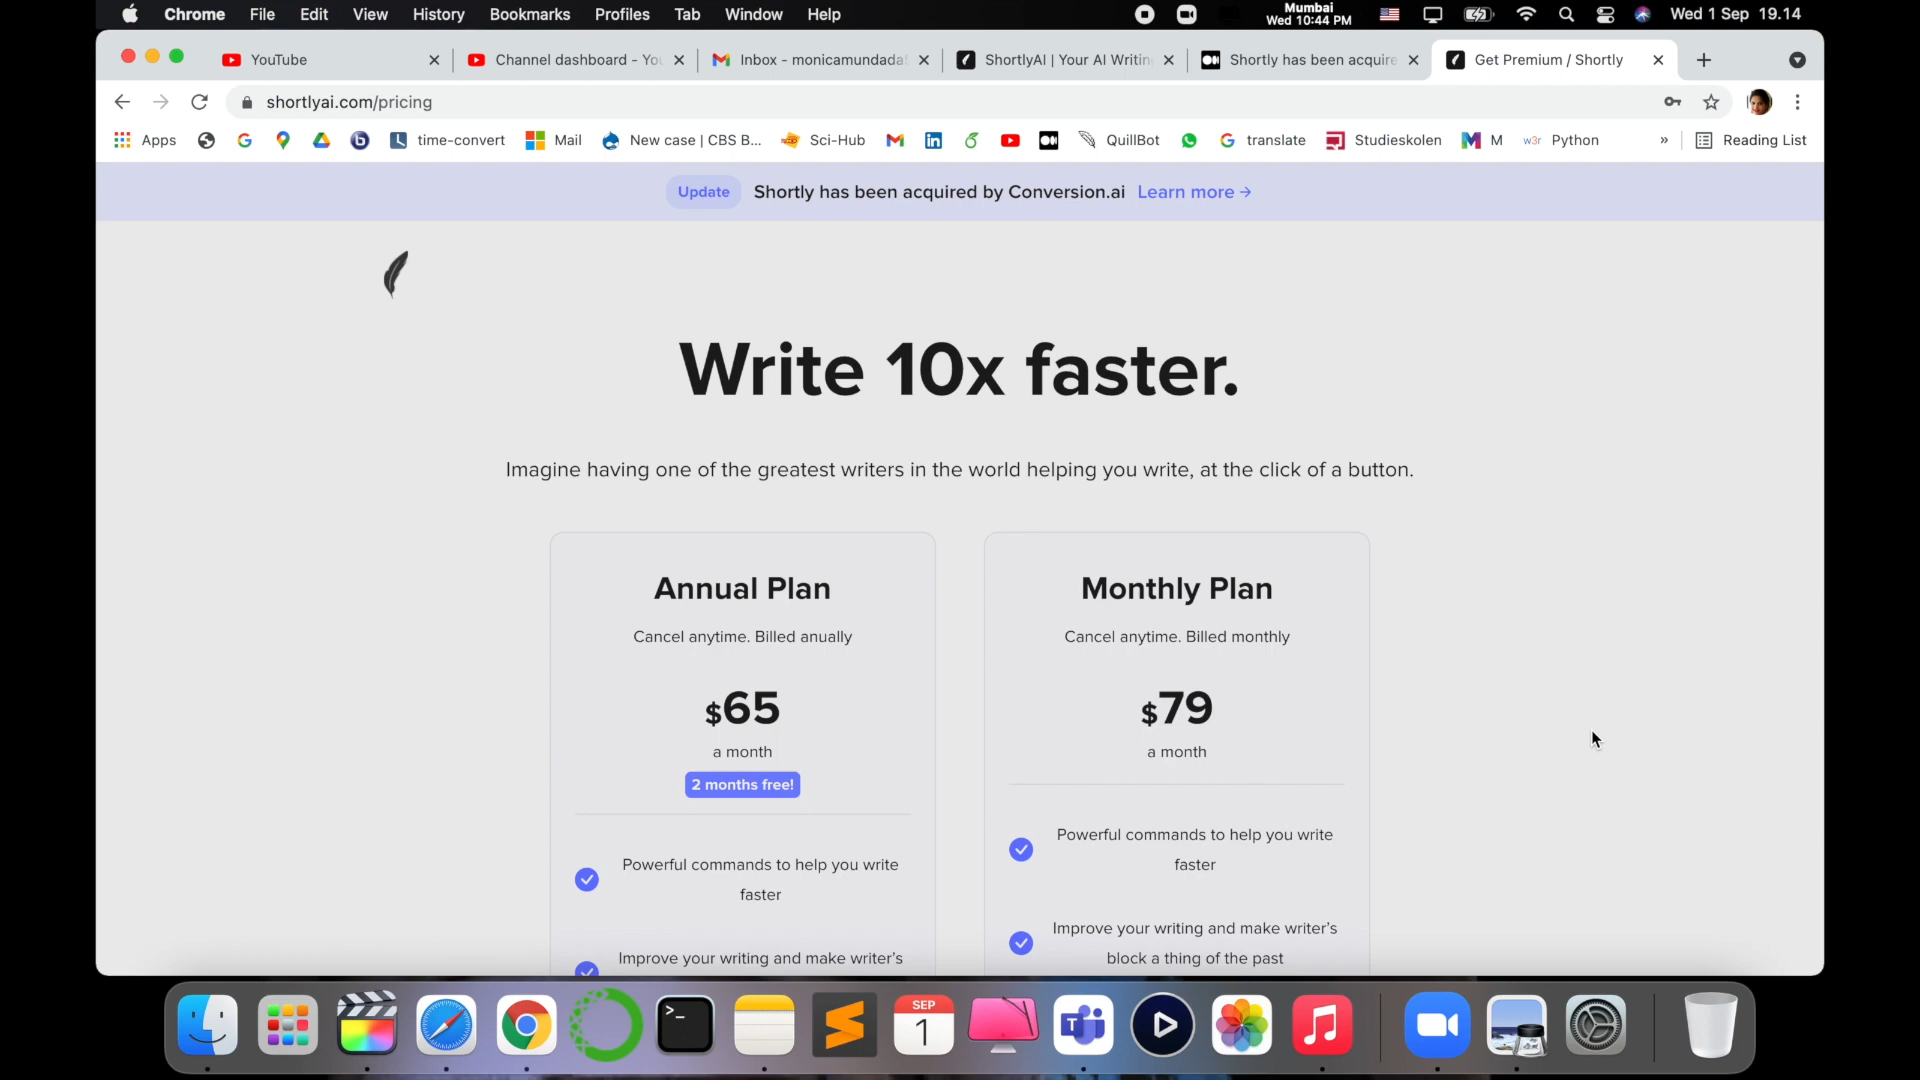 Chrome File Edit View History Bookmarks Profiles Tab Window Help
Mumbai
Wed 10:44 PM
Wed 1 Sep 19.14
YouTube
Channel dashboard - You
Inbox - monicamundada
ShortlyAI | Your AI Writin
Shortly has been acquire
Get Premium / Shortly
shortlyai.com/pricing
Apps
time-convert
Mail
New case | CBS B...
Sci-Hub
QuillBot
translate
Studieskolen
M
w3r Python
»
Reading List
Update Shortly has been acquired by Conversion.ai Learn more →
Write 10x faster.
Imagine having one of the greatest writers in the world helping you write, at the click of a button.
Annual Plan
Cancel anytime. Billed anually
$65
a month
2 months free!
Powerful commands to help you write
faster
Improve your writing and make writer's
Monthly Plan
Cancel anytime. Billed monthly
$79
a month
Powerful commands to help you write
faster
Improve your writing and make writer's
block a thing of the past
SEP
1